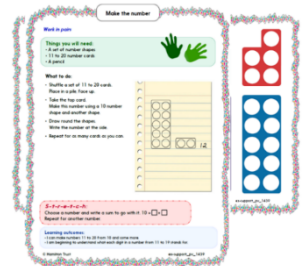 Make the number
Work in pairs
Things you will need:
• A set of number shapes
• 11 to 20 number cards
• A pencil
What to do:
• Shuffle a set of 11 to 20 cards.
Place in a pile, face up.
• Take the top card.
Make this number using a 10 number
shape and another shape.
• Draw round the shapes.
Write the number at the side.
• Repeat for as many cards as you can.
12
S-t-r-e-t-c-h:
Choose a number and write a sum to go with it: 10 + □ = □
Repeat for another number.
Learning outcomes:
© Hamilton Trust